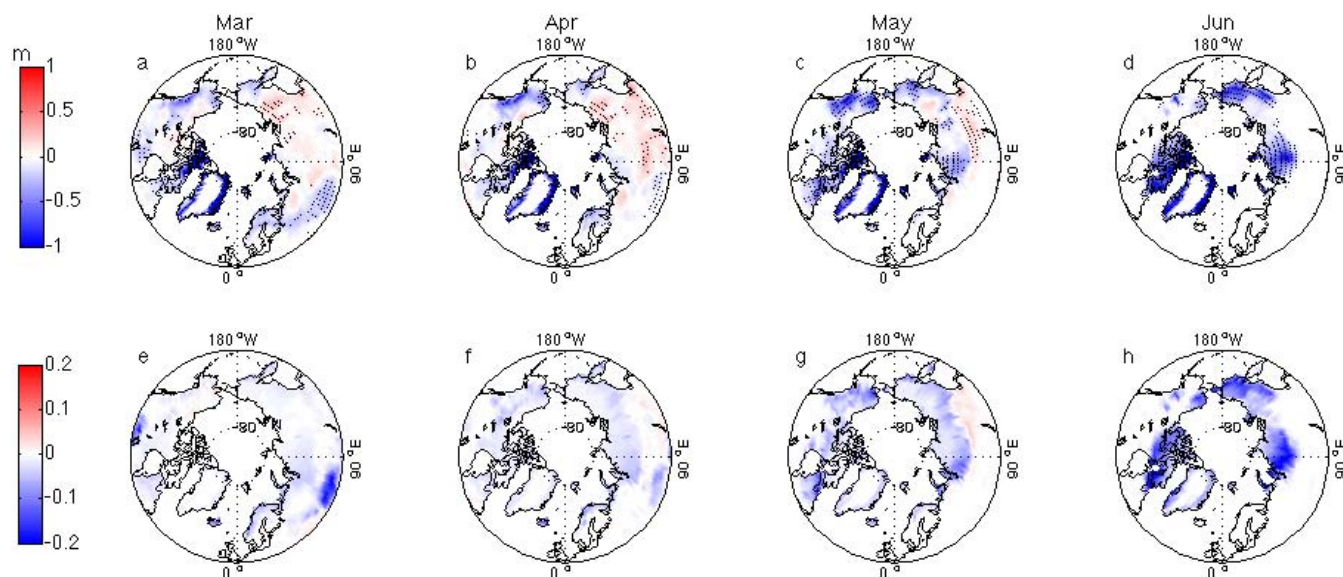 Mar Apr May Jun
180 °W 180 °W 180 °W 180 °W
m
a b c d
1
0.5
0
-0.5
-1
80 80 80 80
90 °E 90 °E 90 °E 90 °E
0 ° 0 ° 0 ° 0 °
180 °W 180 °W 180 °W 180 °W
e f g h
0.2
0.1
0
-0.1
-0.2
80 80 80 80
90 °E 90 °E 90 °E 90 °E
0 ° 0 ° 0 ° 0 °